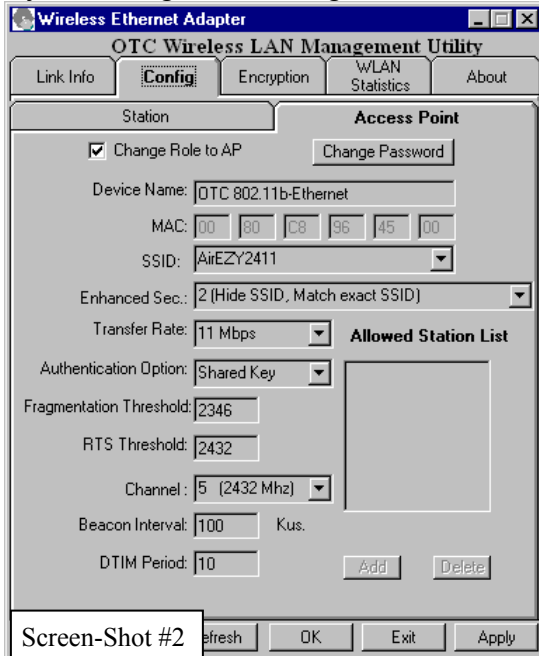 Wireless Ethernet Adapter
OTC Wireless LAN Management Utility
Link Info Config Encryption WLAN Statistics About
Station Access Point
Change Role to AP Change Password
Device Name: OTC 802.11b-Ethernet
MAC: 00 80 C8 96 45 00
SSID: AirEZY2411
Enhanced Sec.: 2 (Hide SSID, Match exact SSID)
Transfer Rate: 11 Mbps Allowed Station List
Authentication Option: Shared Key
Fragmentation Threshold: 2346
RTS Threshold: 2432
Channel : 5 (2432 Mhz)
Beacon Interval: 100 Kus.
DTIM Period: 10 Add Delete
Screen-Shot #2 efresh OK Exit Apply